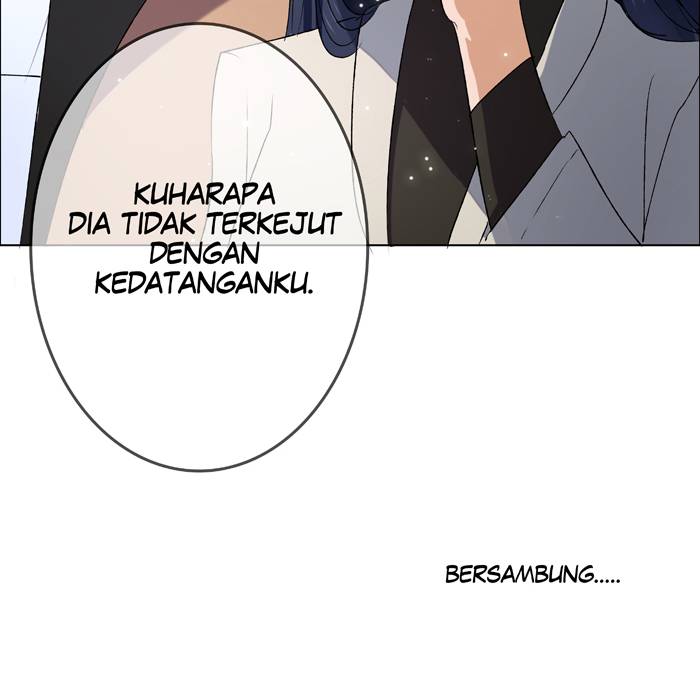 KUHARAPA
DIA TIDAK TERKEJUT
DENGAN
KEDATANGANKU.
BERSAMBUNG.....